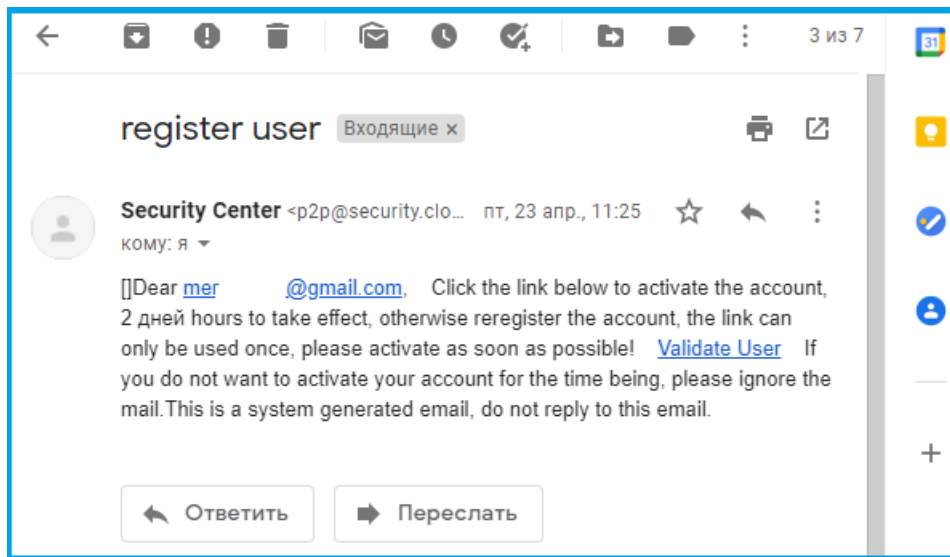 3 из 7
31
register user Входящие ×
Security Center <p2p@security.clo... пт, 23 апр., 11:25
кому: я
[]Dear mer @gmail.com, Click the link below to activate the account,
2 дней hours to take effect, otherwise reregister the account, the link can
only be used once, please activate as soon as possible! Validate User If
you do not want to activate your account for the time being, please ignore the
mail.This is a system generated email, do not reply to this email.
Ответить Переслать